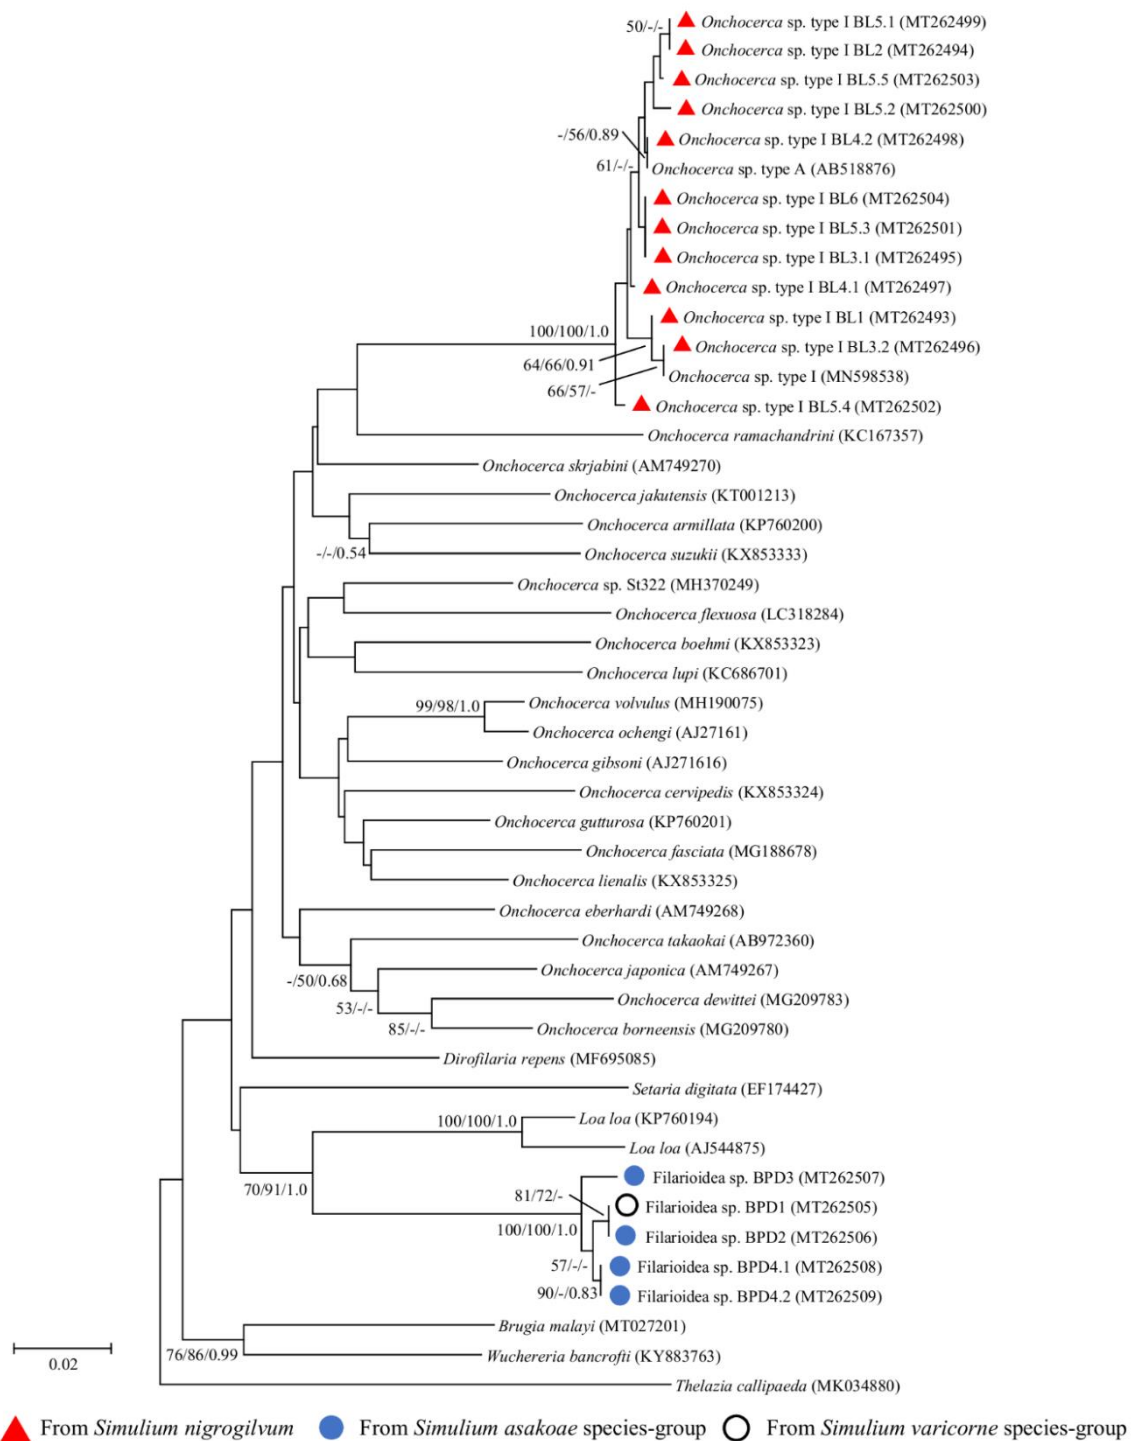 50/-/-
Onchocerca sp. type I BL5.1 (MT262499)
Onchocerca sp. type I BL2 (MT262494)
Onchocerca sp. type I BL5.5 (MT262503)
Onchocerca sp. type I BL5.2 (MT262500)
-/56/0.89
Onchocerca sp. type I BL4.2 (MT262498)
61/-/-
Onchocerca sp. type A (AB518876)
Onchocerca sp. type I BL6 (MT262504)
Onchocerca sp. type I BL5.3 (MT262501)
Onchocerca sp. type I BL3.1 (MT262495)
Onchocerca sp. type I BL4.1 (MT262497)
Onchocerca sp. type I BL1 (MT262493)
100/100/1.0
Onchocerca sp. type I BL3.2 (MT262496)
64/66/0.91
Onchocerca sp. type I (MN598538)
66/57/-
Onchocerca sp. type I BL5.4 (MT262502)
Onchocerca ramachandrini (KC167357)
Onchocerca skrjabini (AM749270)
Onchocerca jakutensis (KT001213)
Onchocerca armillata (KP760200)
-/-/0.54
Onchocerca suzukii (KX853333)
Onchocerca sp. St322 (MH370249)
Onchocerca flexuosa (LC318284)
Onchocerca boehmi (KX853323)
Onchocerca lupi (KC686701)
99/98/1.0
Onchocerca volvulus (MH190075)
Onchocerca ochengi (AJ27161)
Onchocerca gibsoni (AJ271616)
Onchocerca cervipedis (KX853324)
Onchocerca gutturosa (KP760201)
Onchocerca fasciata (MG188678)
Onchocerca lienalis (KX853325)
Onchocerca eberhardi (AM749268)
Onchocerca takaokai (AB972360)
-/50/0.68
Onchocerca japonica (AM749267)
53/-/-
Onchocerca dewittei (MG209783)
85/-/-
Onchocerca borneensis (MG209780)
Dirofilaria repens (MF695085)
Setaria digitata (EF174427)
100/100/1.0
Loa loa (KP760194)
Loa loa (AJ544875)
70/91/1.0
Filarioidea sp. BPD3 (MT262507)
81/72/-
Filarioidea sp. BPD1 (MT262505)
100/100/1.0
Filarioidea sp. BPD2 (MT262506)
57/-/-
Filarioidea sp. BPD4.1 (MT262508)
90/-/0.83
Filarioidea sp. BPD4.2 (MT262509)
Brugia malayi (MT027201)
76/86/0.99
Wuchereria bancrofti (KY883763)
0.02
Thelazia callipaeda (MK034880)
From Simulium nigrogilvum From Simulium asakoae species-group From Simulium varicorne species-group